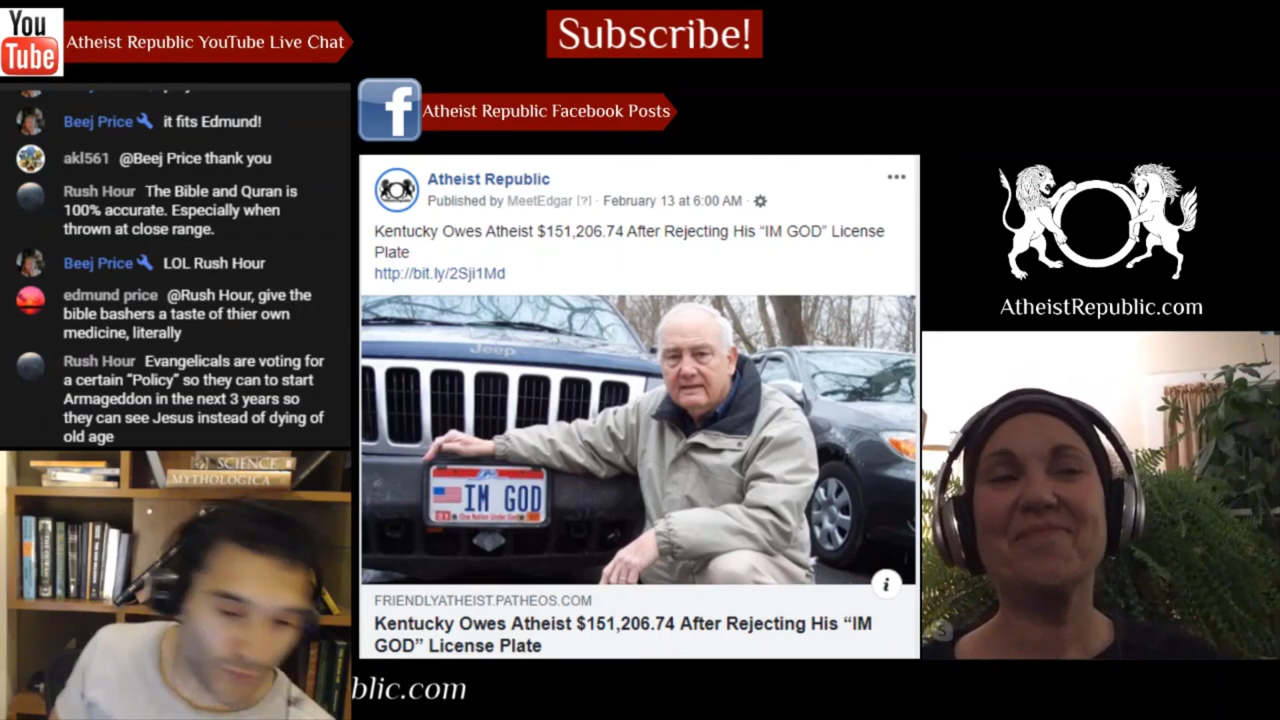 You
Tube
Atheist Republic YouTube Live Chat
Subscribe!
Beej Price it fits Edmund!
akl561 @Beej Price thank you
Rush Hour The Bible and Quran is
100% accurate. Especially when
thrown at close range.
Beej Price LOL Rush Hour
edmund price @Rush Hour, give the
bible bashers a taste of thier own
medicine, literally
Rush Hour Evangelicals are voting for
a certain “Policy” so they can to start
Armageddon in the next 3 years so
they can see Jesus instead of dying of
old age
f
Atheist Republic Facebook Posts
Atheist Republic
Published by MeetEdgar [?] · February 13 at 6:00 AM ·
Kentucky Owes Atheist $151,206.74 After Rejecting His “IM GOD” License
Plate
http://bit.ly/2Sji1Md
Jeep
IM GOD
One Nation Under God
i
FRIENDLYATHEIST.PATHEOS.COM
Kentucky Owes Atheist $151,206.74 After Rejecting His “IM
GOD” License Plate
AtheistRepublic.com
SCIENCE
MYTHOLOGICA
blic.com